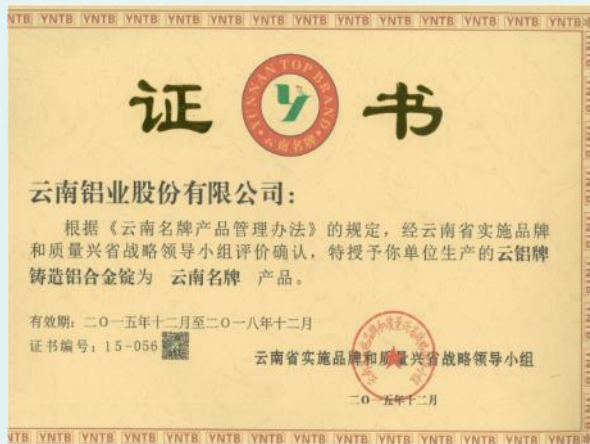 YNTB YNTB YNTB YNTB YNTB YNTB YNTB YNTB YNTB YNTB YNTB YNTB YNTB
证 书
YUNNAN TOP BRAND
云南名牌
云南铝业股份有限公司：
根据《云南名牌产品管理办法》的规定，经云南省实施品牌
和质量兴省战略领导小组评价确认，特授予你单位生产的云铝牌
铸造铝合金锭为 云南名牌 产品。
有效期：二〇一五年十二月至二〇一八年十二月
证书编号：15-056
云南省实施品牌和质量兴省战略领导小组
二〇一五年十二月
YNTB YNTB YNTB YNTB YNTB YNTB YNTB YNTB YNTB YNTB YNTB YNTB YNTB